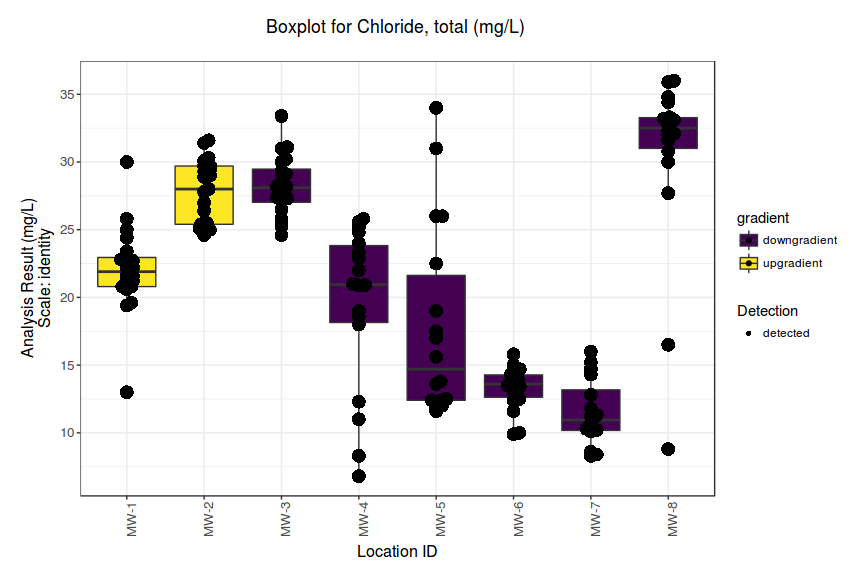 Boxplot for Chloride, total (mg/L)
Analysis Result (mg/L)
Scale: identity
35
30
25
20
15
10
MW-1
MW-2
MW-3
MW-4
MW-5
MW-6
MW-7
MW-8
Location ID
gradient
downgradient
upgradient
Detection
detected